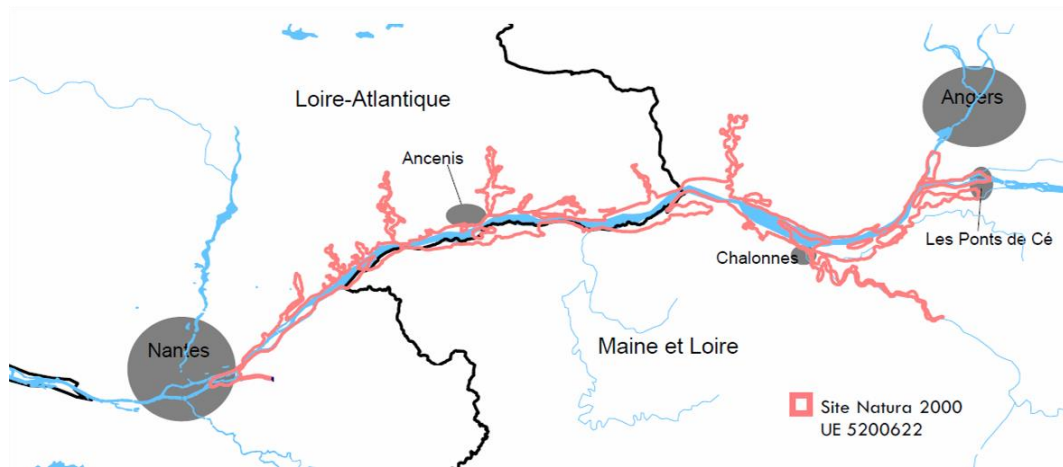 Loire-Atlantique
Angers
Ancenis
Les Ponts de Cé
Chalonnes
Nantes
Maine et Loire
Site Natura 2000
UE 5200622